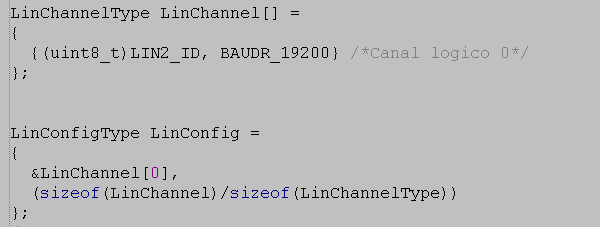 LinChannelType LinChannel[] =
{
  {(uint8_t)LIN2_ID, BAUDR_19200} /*Canal logico 0*/
};
LinConfigType LinConfig =
{
  &LinChannel[0],
  (sizeof(LinChannel)/sizeof(LinChannelType))
};